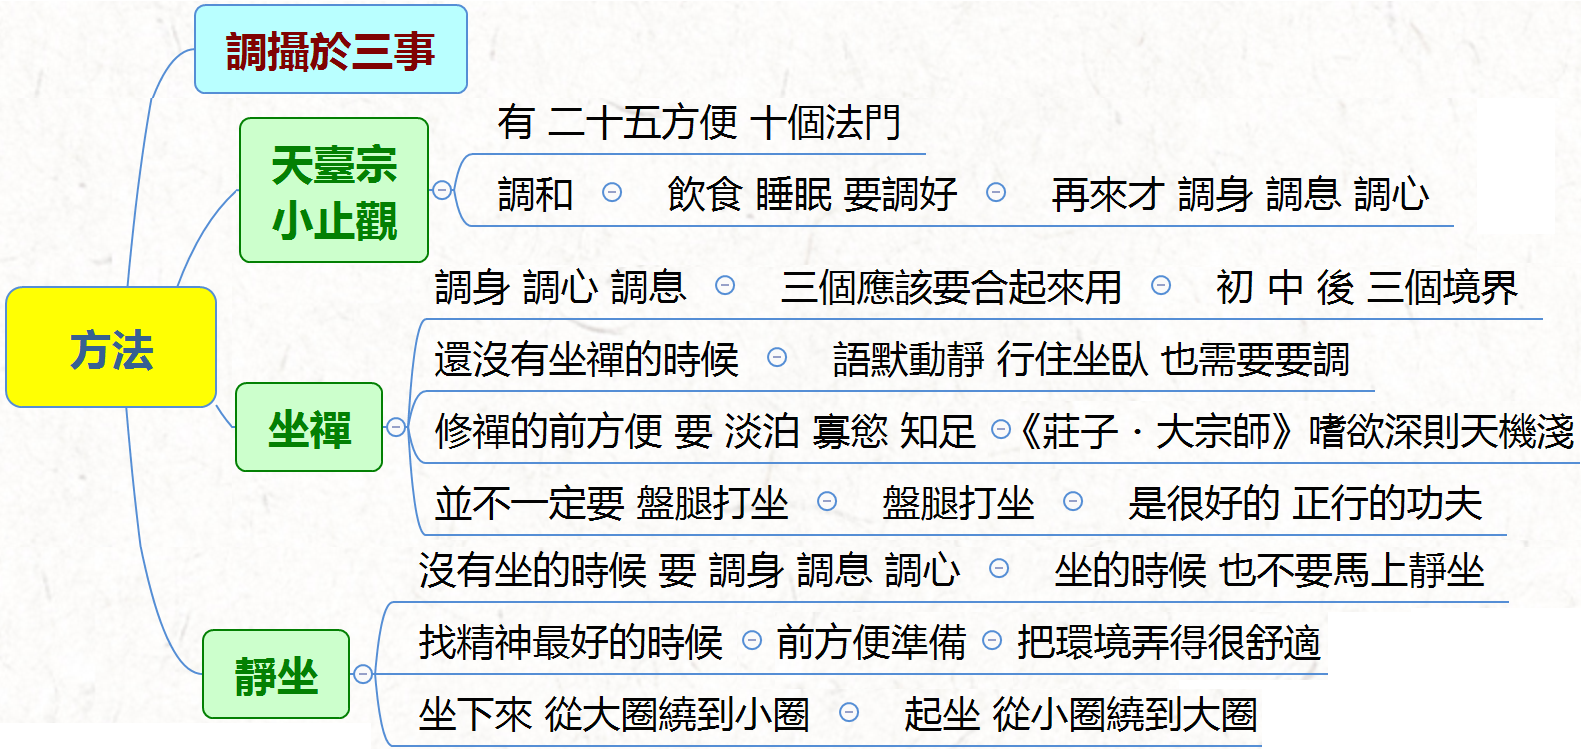 調攝於三事
方法
天臺宗
小止觀
有 二十五方便 十個法門
調和 飲食 睡眠 要調好 再來才 調身 調息 調心
坐禪
調身 調心 調息 三個應該要合起來用 初 中 後 三個境界
還沒有坐禪的時候 語默動靜 行住坐臥 也需要要調
修禪的前方便 要 淡泊 寡慾 知足 《莊子．大宗師》嗜欲深則天機淺
並不一定要 盤腿打坐 盤腿打坐 是很好的 正行的功夫
靜坐
沒有坐的時候 要 調身 調息 調心 坐的時候 也不要馬上靜坐
找精神最好的時候 前方便準備 把環境弄得很舒適
坐下來 從大圈繞到小圈 起坐 從小圈繞到大圈